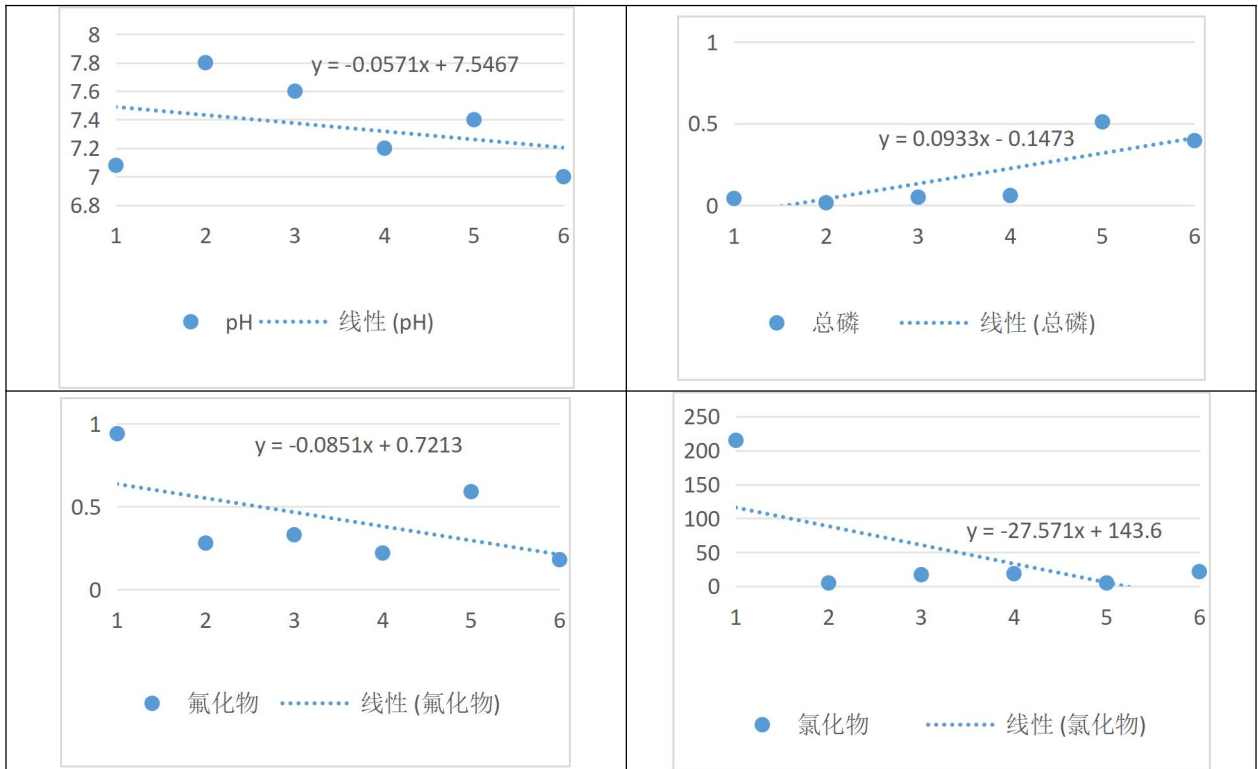 8
7.8
7.6
7.4
7.2
7
6.8
y = -0.0571x + 7.5467
1 2 3 4 5 6
pH 线性 (pH)
1
0.5
0
y = 0.0933x - 0.1473
1 2 3 4 5 6
总磷 线性 (总磷)
1
0.5
0
y = -0.0851x + 0.7213
1 2 3 4 5 6
氟化物 线性 (氟化物)
250
200
150
100
50
0
y = -27.571x + 143.6
1 2 3 4 5 6
氯化物 线性 (氯化物)